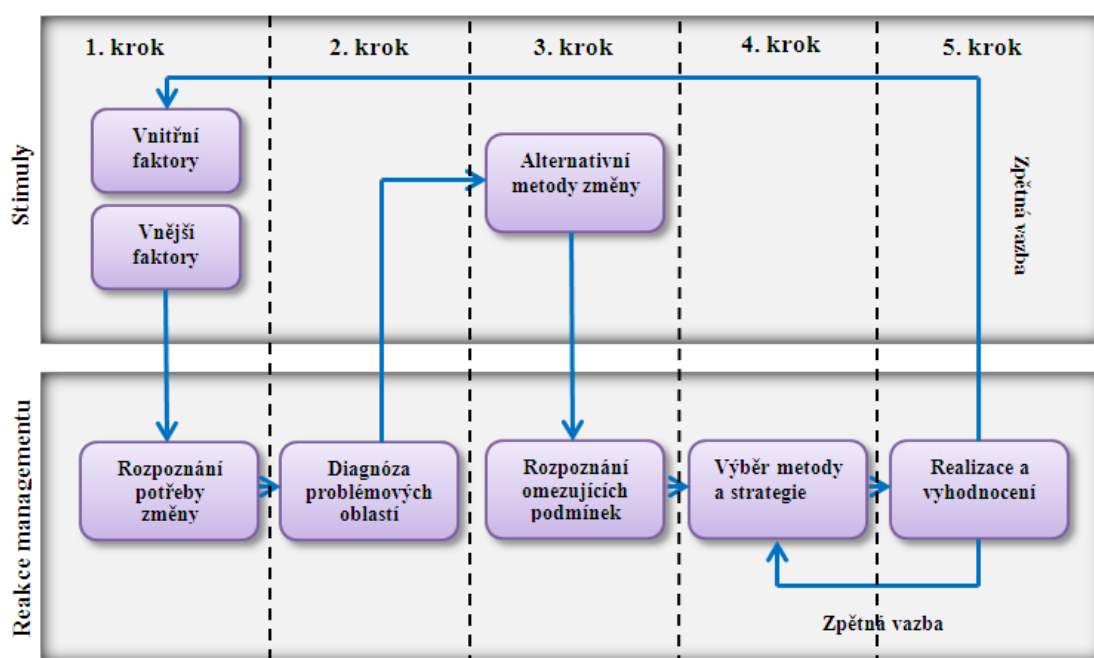 1. krok
2. krok
3. krok
4. krok
5. krok
Stimuly
Vnitřní
faktory
Vnější
faktory
Alternativní
metody změny
Zpětná vazba
Reakce managementu
Rozpoznání
potřeby
změny
Diagnóza
problémových
oblastí
Rozpoznání
omezujících
podmínek
Výběr metody
a strategie
Realizace a
vyhodnocení
Zpětná vazba